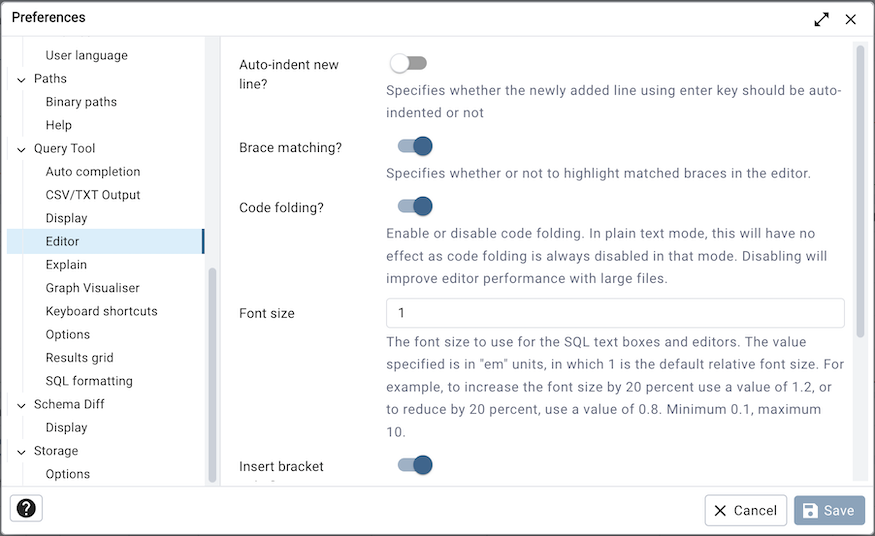 Preferences
User language
Paths
Binary paths
Help
Query Tool
Auto completion
CSV/TXT Output
Display
Editor
Explain
Graph Visualiser
Keyboard shortcuts
Options
Results grid
SQL formatting
Schema Diff
Display
Storage
Options
Auto-indent new
line?
Specifies whether the newly added line using enter key should be auto-
indented or not
Brace matching?
Specifies whether or not to highlight matched braces in the editor.
Code folding?
Enable or disable code folding. In plain text mode, this will have no
effect as code folding is always disabled in that mode. Disabling will
improve editor performance with large files.
Font size
1
The font size to use for the SQL text boxes and editors. The value
specified is in "em" units, in which 1 is the default relative font size. For
example, to increase the font size by 20 percent use a value of 1.2, or
to reduce by 20 percent, use a value of 0.8. Minimum 0.1, maximum
10.
Insert bracket
?
Cancel
Save